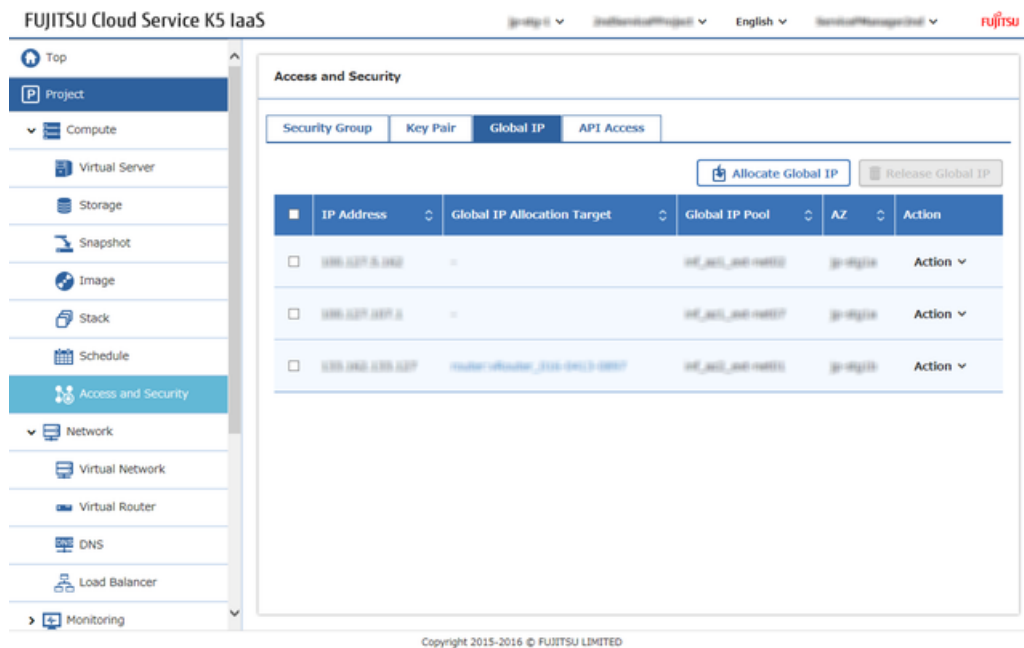 FUJITSU Cloud Service K5 IaaS
English
FUJITSU
Top
Project
Compute
Virtual Server
Storage
Snapshot
Image
Stack
Schedule
Access and Security
Network
Virtual Network
Virtual Router
DNS
DNS
Load Balancer
Monitoring
Access and Security
Security Group Key Pair Global IP API Access
Allocate Global IP Release Global IP
IP Address Global IP Allocation Target Global IP Pool AZ Action
Action
Action
Action
Copyright 2015-2016 © FUJITSU LIMITED